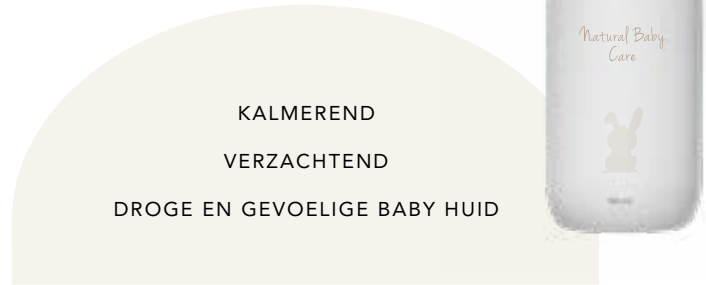 Natural Baby
Care
KALMEREND
VERZACHTEND
DROGE EN GEVOELIGE BABY HUID